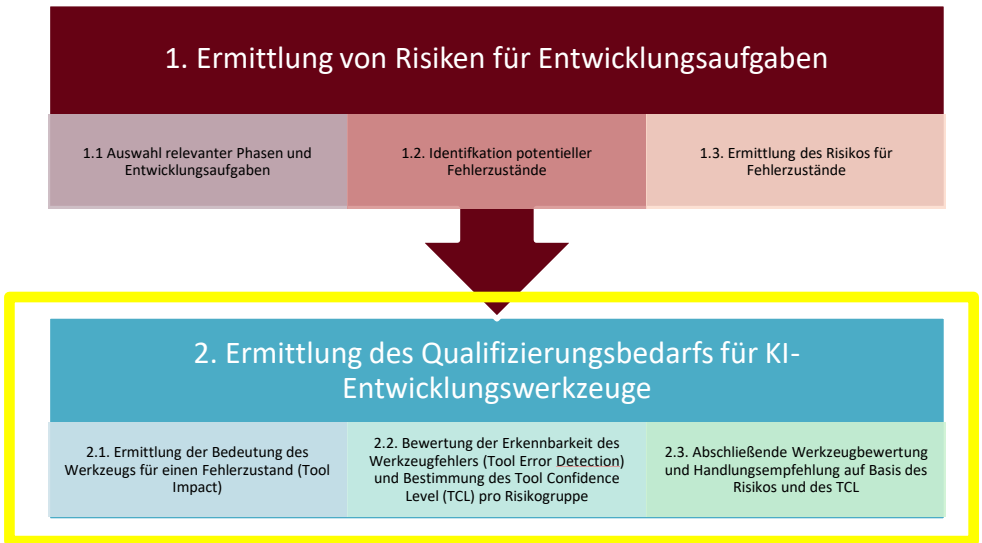 1. Ermittlung von Risiken für Entwicklungsaufgaben
1.1 Auswahl relevanter Phasen und
Entwicklungsaufgaben
1.2. Identifkation potentieller
Fehlerzustände
1.3. Ermittlung des Risikos für
Fehlerzustände
2. Ermittlung des Qualifizierungsbedarfs für KI-
Entwicklungswerkzeuge
2.1. Ermittlung der Bedeutung des
Werkzeugs für einen Fehlerzustand (Tool
Impact)
2.2. Bewertung der Erkennbarkeit des
Werkzeugfehlers (Tool Error Detection)
und Bestimmung des Tool Confidence
Level (TCL) pro Risikogruppe
2.3. Abschließende Werkzeugbewertung
und Handlungsempfehlung auf Basis des
Risikos und des TCL